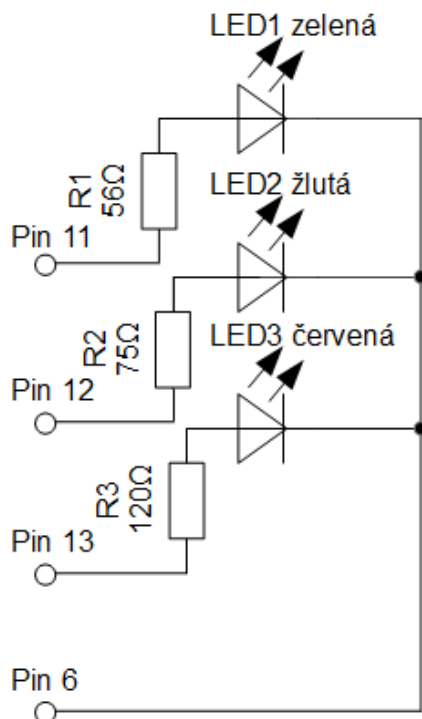 LED1 zelená
R1
56Ω
Pin 11
LED2 žlutá
R2
75Ω
Pin 12
LED3 červená
R3
120Ω
Pin 13
Pin 6